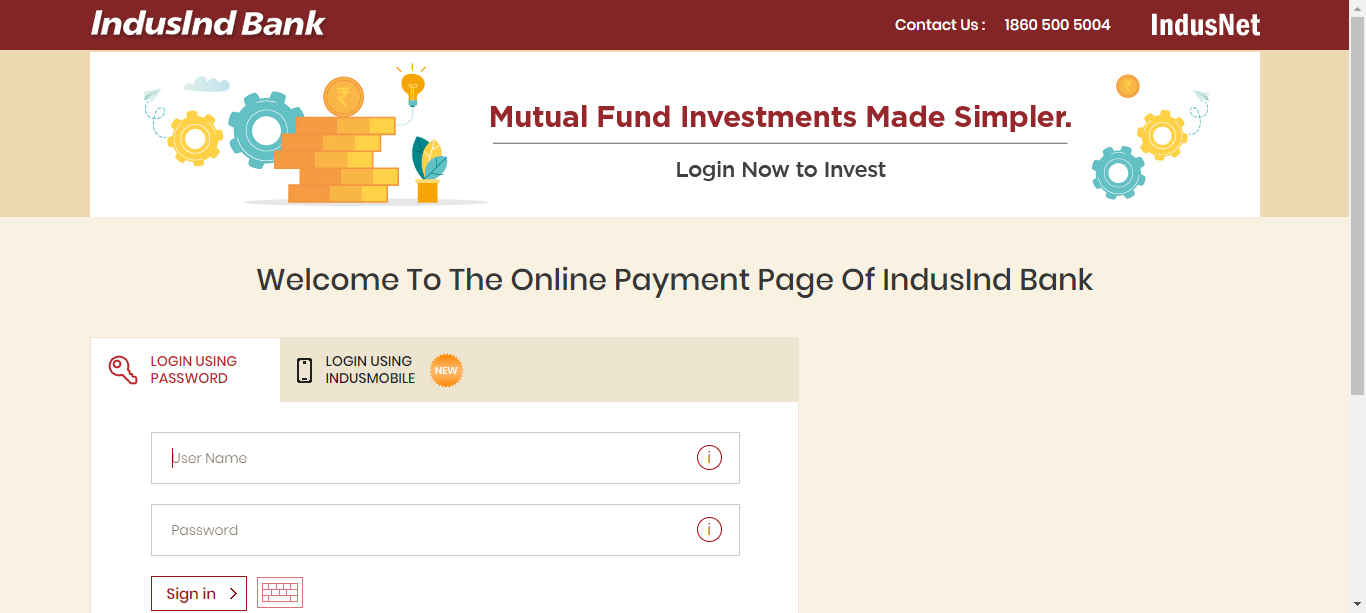 IndusInd Bank
Contact Us : 1860 500 5004
IndusNet
₹
₹
Mutual Fund Investments Made Simpler.
Login Now to Invest
Welcome To The Online Payment Page Of IndusInd Bank
LOGIN USING
PASSWORD
LOGIN USING
INDUSMOBILE
NEW
User Name
i
Password
i
Sign in